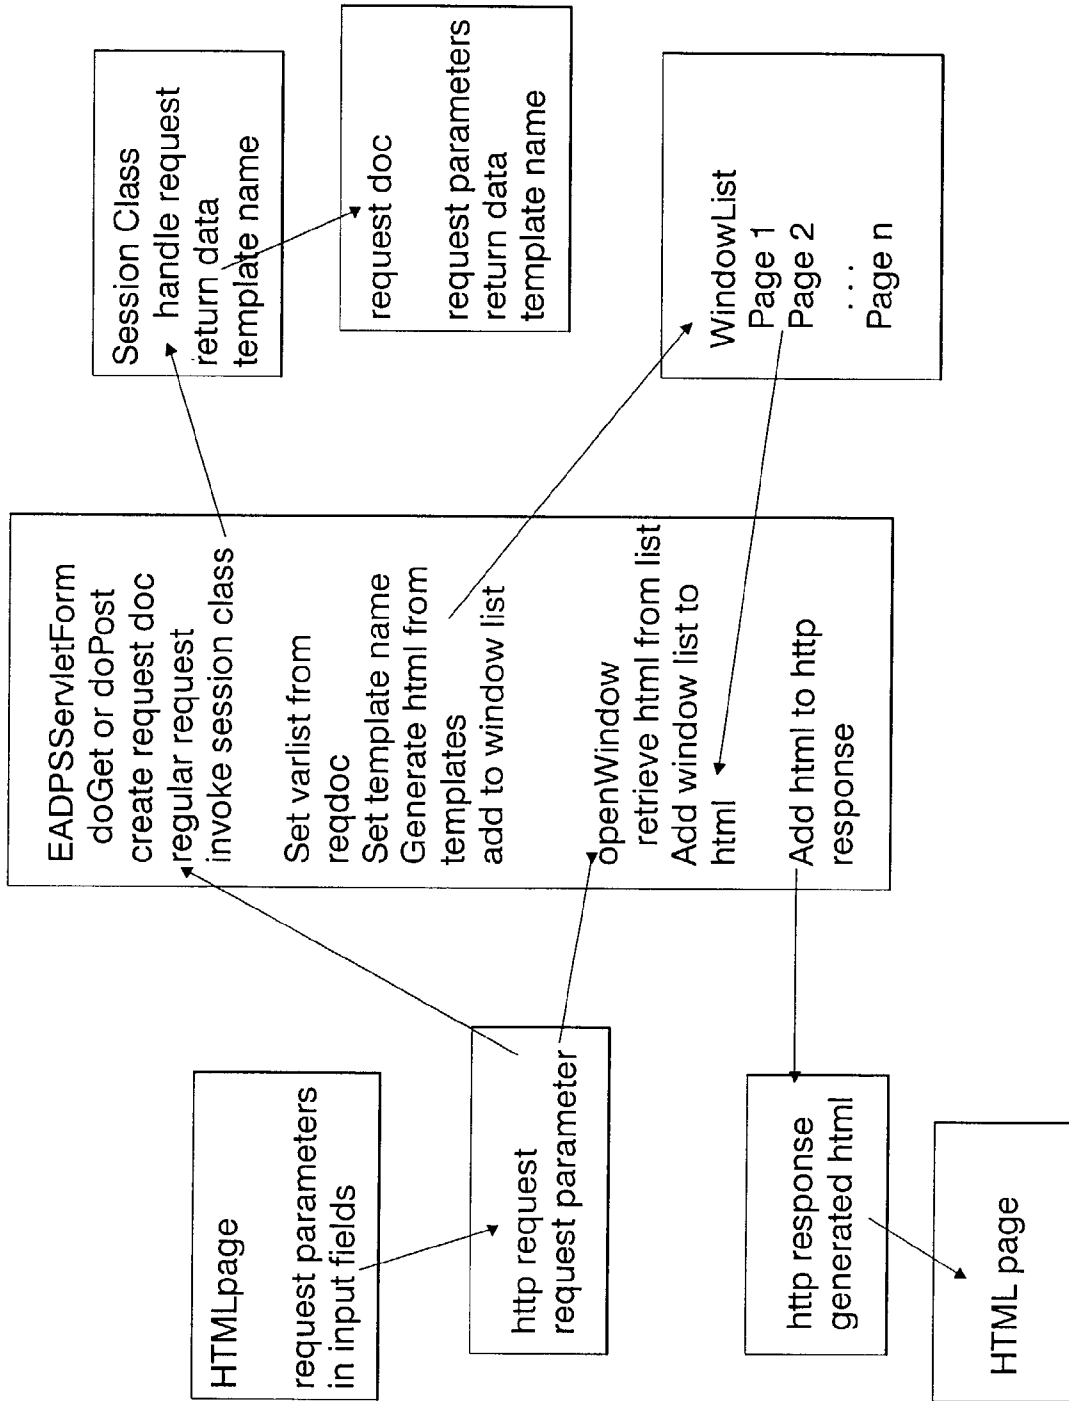 HTMLpage
request parameters
in input fields
http request
request parameter
http response
generated html
HTML page
EADPSServletForm
doGet or doPost
create request doc
regular request
invoke session class
Set varlist from
reqdoc
Set template name
Generate html from
templates
add to window list
openWindow
retrieve html from list
Add window list to
html
Add html to http
response
Session Class
handle request
return data
template name
request doc
request parameters
return data
template name
WindowList
Page 1
Page 2
...
Page n